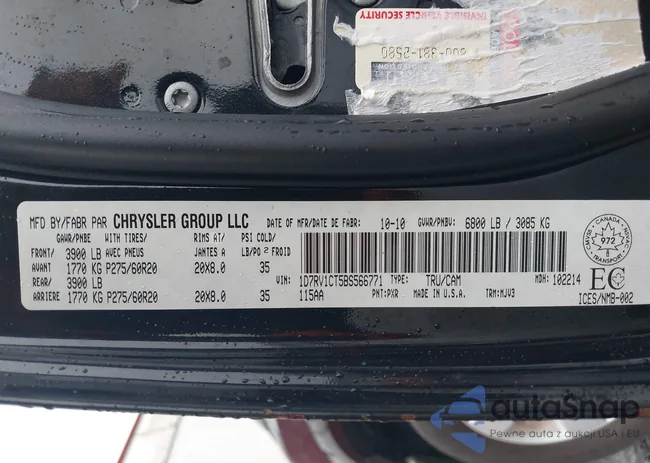 INVISIBLE VEHICLE SECURITY
800-381-2580
MFD BY/FABR PAR CHRYSLER GROUP LLC DATE OF MFR/DATE DE FABR: 10-10 GVWR/PNBV: 6800 LB / 3085 KG
GAWR/PNBE WITH TIRES/ RIMS AT/ PSI COLD/
FRONT/ 3900 LB AVEC PNEUS JANTES A LB/PO² FROID
AVANT 1770 KG P275/60R20 20X8.0 35
REAR/ 3900 LB
ARRIERE 1770 KG P275/60R20 20X8.0 35
VIN: 1D7RV1CT5BS566771 TYPE: TRU/CAM MDH: 102214
115AA PNT:PXR MADE IN U.S.A. TRM:MJV3
CANADA
972
TRANSPORT
EC
ICES/NMB-002
autoSnap
Pewne auta z aukcji USA i EU